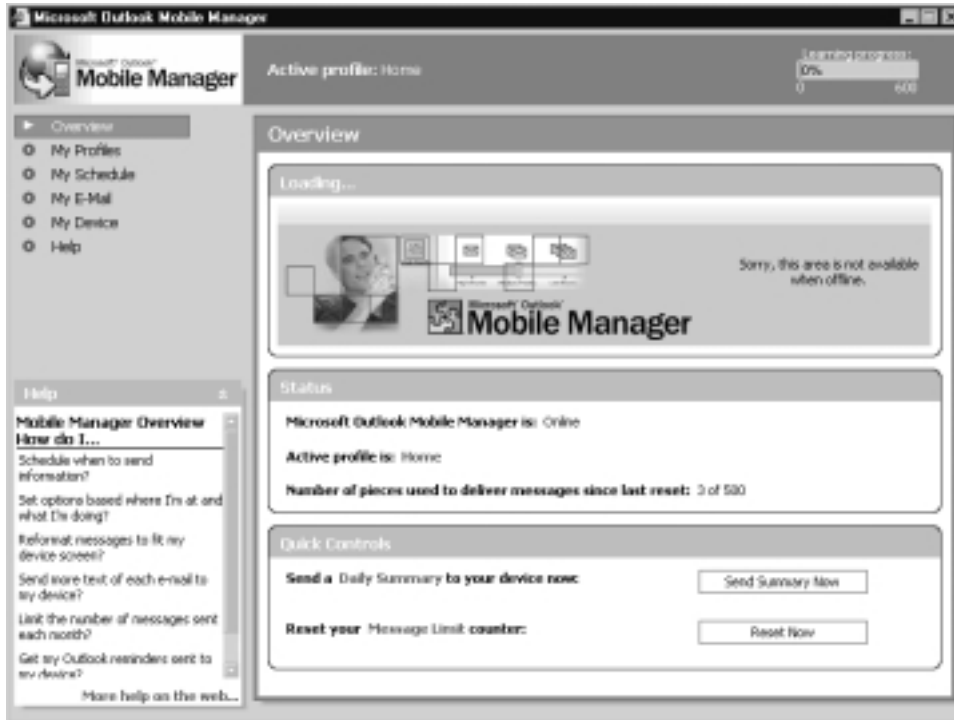 Microsoft Outlook Mobile Manager
Microsoft Outlook
Mobile Manager
Active profile: Home
Learning progress:
0%
0 600
Overview
My Profiles
My Schedule
My E-Mail
My Device
Help
Overview
Loading...
Sorry, this area is not available
when offline.
Microsoft Outlook
Mobile Manager
Help
Mobile Manager Overview
How do I...
Schedule when to send
information?
Set options based where I'm at and
what I'm doing?
Reformat messages to fit my
device screen?
Send more text of each e-mail to
my device?
Limit the number of messages sent
each month?
Get my Outlook reminders sent to
my device?
More help on the web...
Status
Microsoft Outlook Mobile Manager is: Online
Active profile is: Home
Number of pieces used to deliver messages since last reset: 3 of 500
Quick Controls
Send a Daily Summary to your device now:
Send Summary Now
Reset your Message Limit counter:
Reset Now